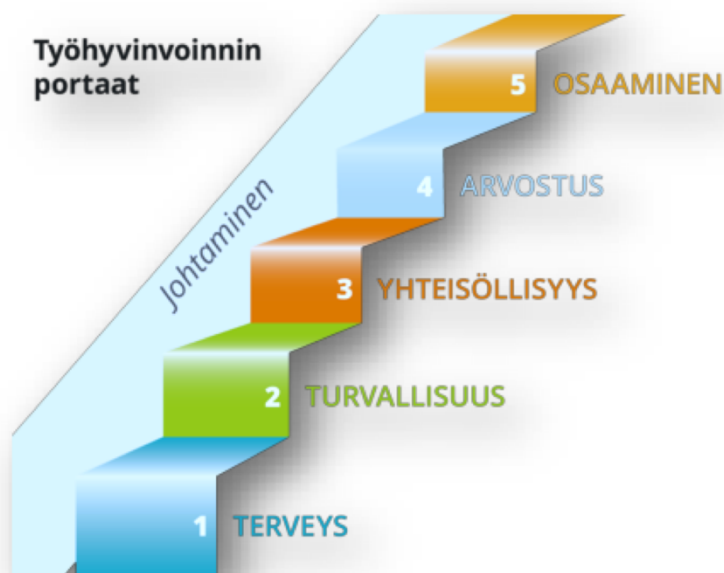 Työhyvinvoinnin
portaat
5 OSAAMINEN
4 ARVOSTUS
Johtaminen
3 YHTEISÖLLISYYS
2 TURVALLISUUS
1 TERVEYS